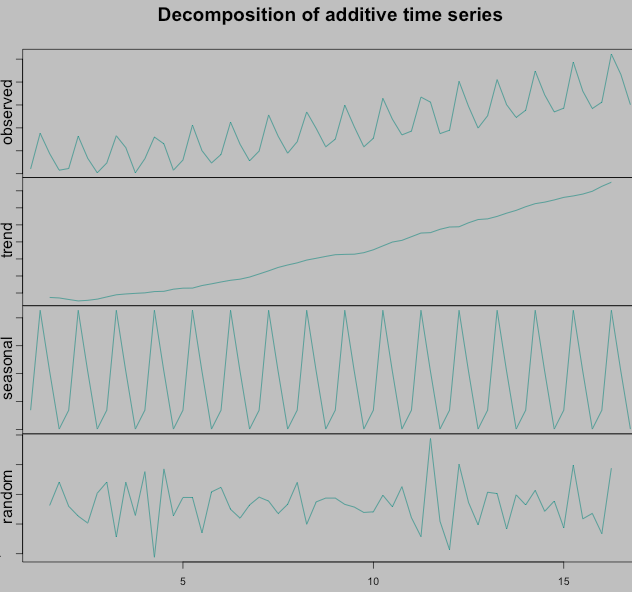 Decomposition of additive time series
observed
trend
seasonal
random
5
10
15